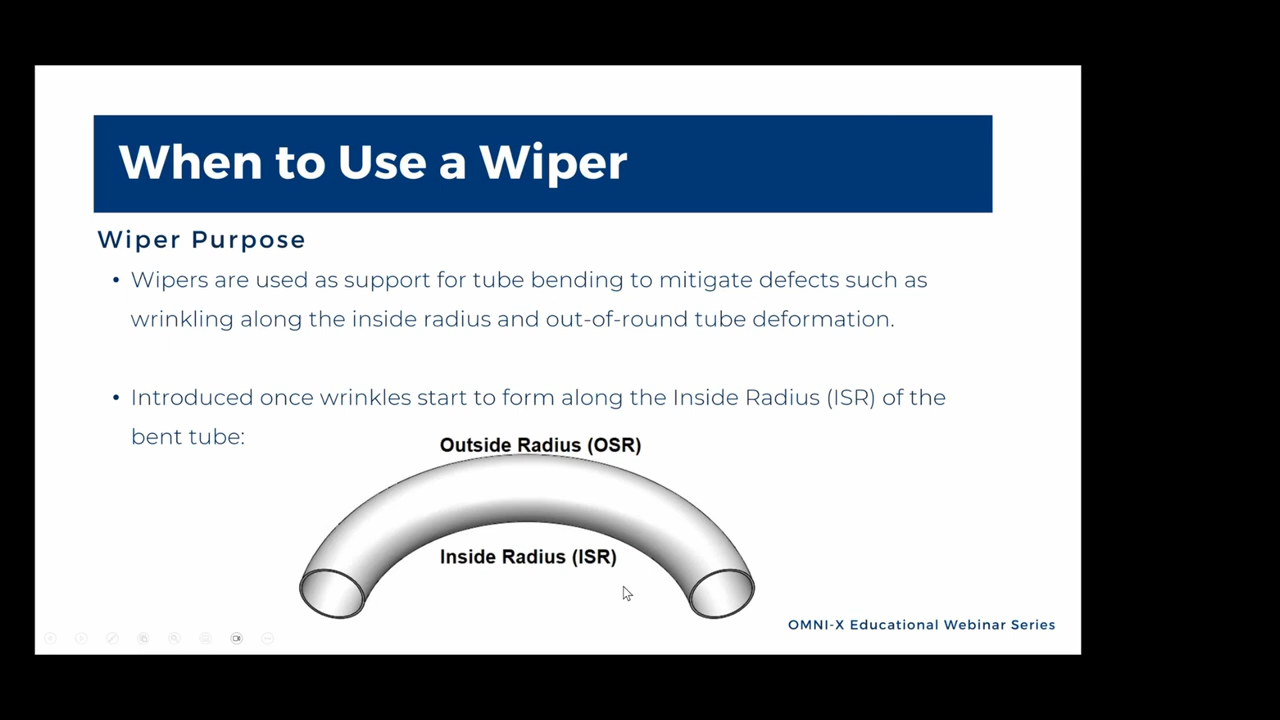 When to Use a Wiper
Wiper Purpose
• Wipers are used as support for tube bending to mitigate defects such as
wrinkling along the inside radius and out-of-round tube deformation.
• Introduced once wrinkles start to form along the Inside Radius (ISR) of the
bent tube:
Outside Radius (OSR)
Inside Radius (ISR)
OMNI-X Educational Webinar Series